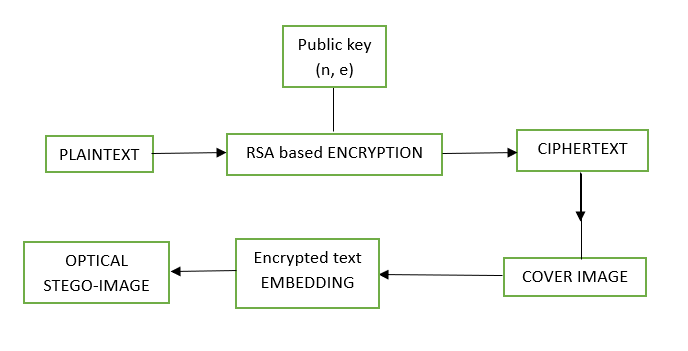 Public key
(n, e)
PLAINTEXT
RSA based ENCRYPTION
CIPHERTEXT
OPTICAL
STEGO-IMAGE
Encrypted text
EMBEDDING
COVER IMAGE